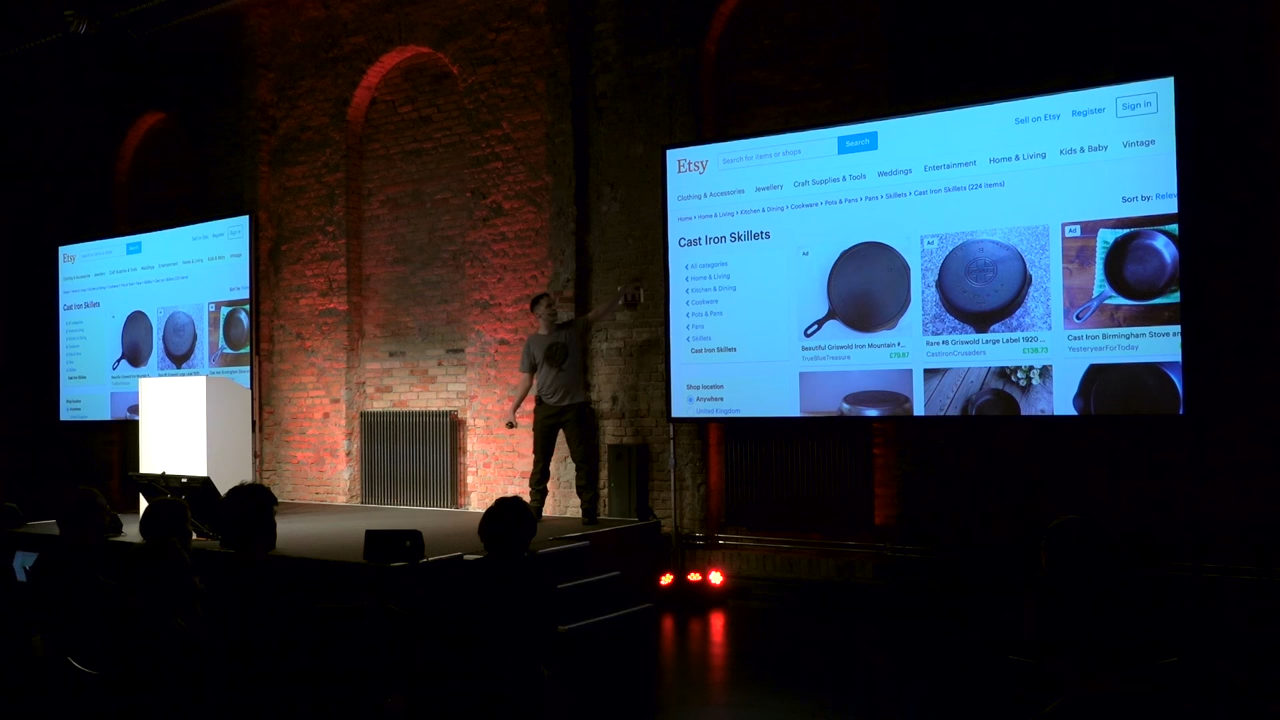 Sell on Etsy Register Sign in
Etsy Search for items or shops Search
Clothing & Accessories Jewellery Craft Supplies & Tools Weddings Entertainment Home & Living Kids & Baby Vintage
Home > Home & Living > Kitchen & Dining > Cookware > Pots & Pans > Pans > Skillets > Cast Iron Skillets (224 items)
Sort by: Relev
Cast Iron Skillets
All categories
Home & Living
Kitchen & Dining
Cookware
Pots & Pans
Pans
Skillets
Cast Iron Skillets
Shop location
Anywhere
United Kingdom
Ad
Beautiful Griswold Iron Mountain #...
TrueBlueTreasure £79.87
Ad
Rare #8 Griswold Large Label 1920 ...
CastIronCrusaders £138.73
Ad
Cast Iron Birmingham Stove an
YesteryearForToday
Etsy
Search
Sign in
Cast Iron Skillets